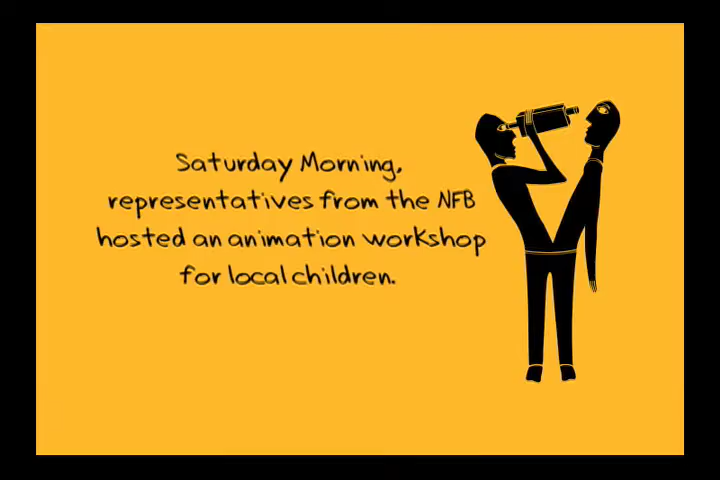 Saturday Morning,
representatives from the NFB
hosted an animation workshop
for local children.